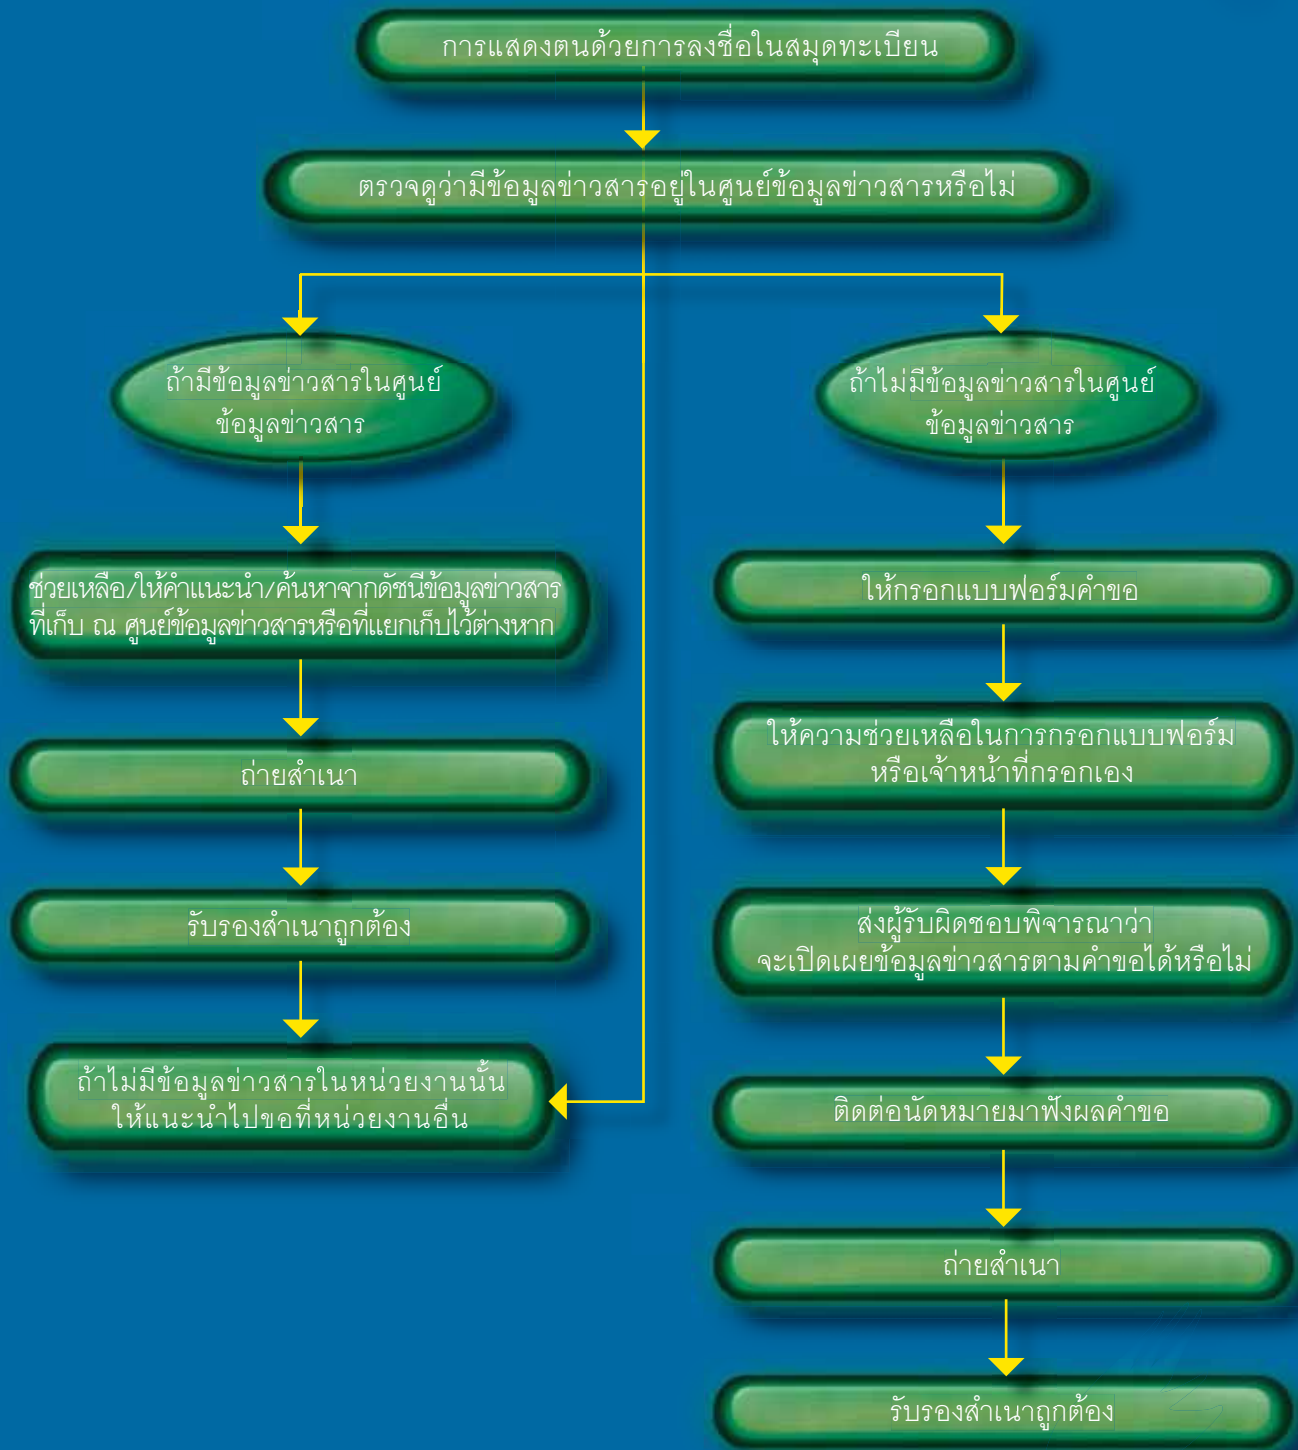 การแสดงตนด้วยการลงชื่อในสมุดทะเบียน
ตรวจดูว่ามีข้อมูลข่าวสารอยู่ในศูนย์ข้อมูลข่าวสารหรือไม่
ถ้ามีข้อมูลข่าวสารในศูนย์
ข้อมูลข่าวสาร
ช่วยเหลือ/ให้คำแนะนำ/ค้นหาจากดัชนีข้อมูลข่าวสาร
ที่เก็บ ณ ศูนย์ข้อมูลข่าวสารหรือที่แยกเก็บไว้ต่างหาก
ถ่ายสำเนา
รับรองสำเนาถูกต้อง
ถ้าไม่มีข้อมูลข่าวสารในหน่วยงานนั้น
ให้แนะนำไปขอที่หน่วยงานอื่น
ถ้าไม่มีข้อมูลข่าวสารในศูนย์
ข้อมูลข่าวสาร
ให้กรอกแบบฟอร์มคำขอ
ให้ความช่วยเหลือในการกรอกแบบฟอร์ม
หรือเจ้าหน้าที่กรอกเอง
ส่งผู้รับผิดชอบพิจารณาว่า
จะเปิดเผยข้อมูลข่าวสารตามคำขอได้หรือไม่
ติดต่อนัดหมายมาฟังผลคำขอ
ถ่ายสำเนา
รับรองสำเนาถูกต้อง